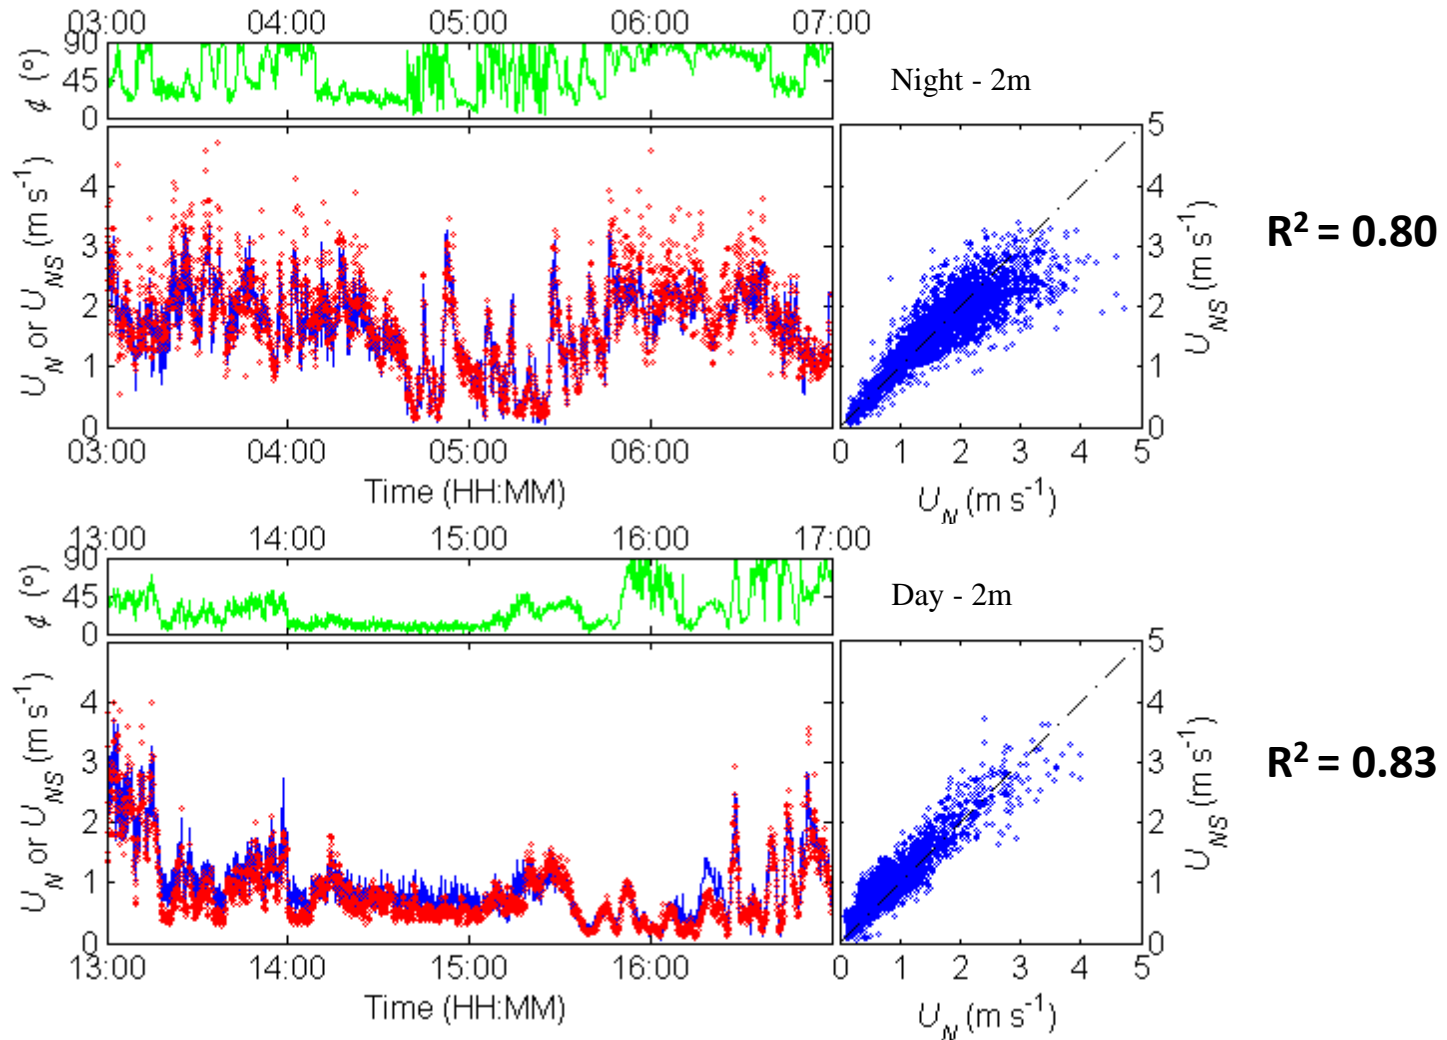 03:00 04:00 05:00 06:00 07:00
90
45
0
ȼ (°)
Night - 2m
4
3
2
1
0
U_N or U_NS (m s⁻¹)
03:00 04:00 05:00 06:00
Time (HH:MM)
5
4
3
2
1
0
U_NS (m s⁻¹)
0 1 2 3 4 5
U_N (m s⁻¹)
R² = 0.80
13:00 14:00 15:00 16:00 17:00
90
45
0
ȼ (°)
Day - 2m
4
3
2
1
0
U_N or U_NS (m s⁻¹)
13:00 14:00 15:00 16:00
Time (HH:MM)
5
4
3
2
1
0
U_NS (m s⁻¹)
0 1 2 3 4 5
U_N (m s⁻¹)
R² = 0.83